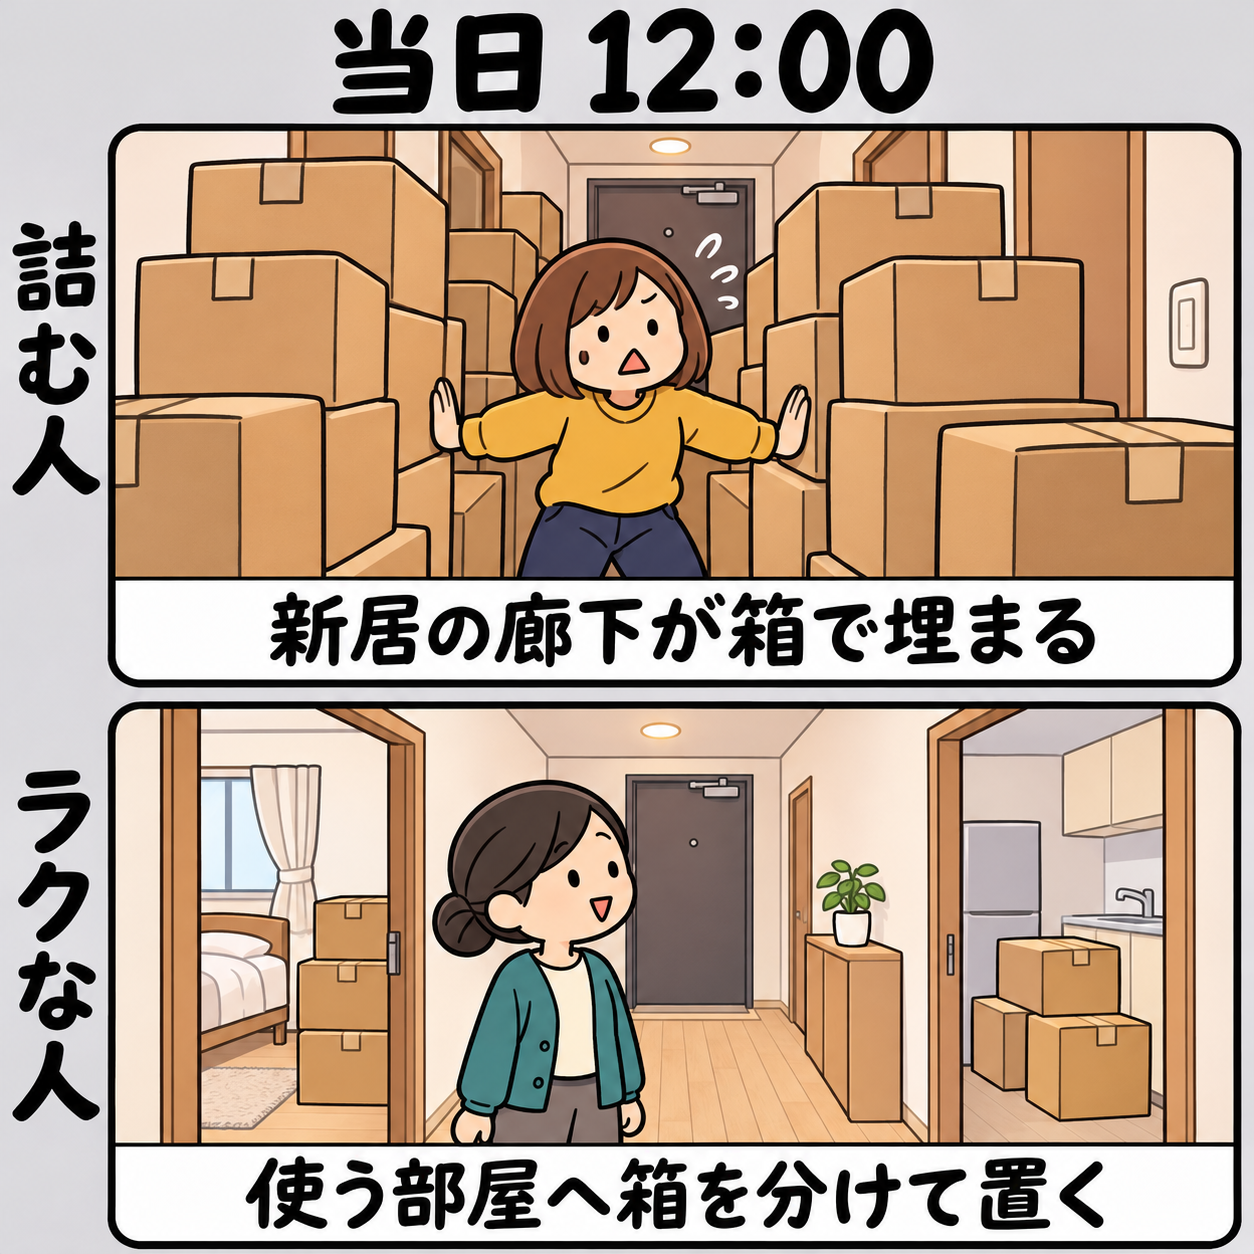 当日 12:00
詰む人
新居の廊下が箱で埋まる
ラクな人
使う部屋へ箱を分けて置く